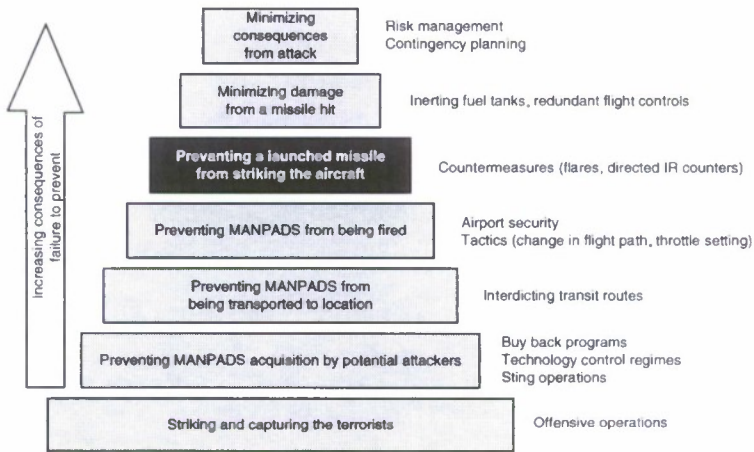 Minimizing
consequences
from attack
Risk management
Contingency planning
Minimizing damage
from a missile hit
Inerting fuel tanks, redundant flight controls
Preventing a launched missile
from striking the aircraft
Countermeasures (flares, directed IR counters)
Preventing MANPADS from being fired
Airport security
Tactics (change in flight path, throttle setting)
Preventing MANPADS from
being transported to location
Interdicting transit routes
Preventing MANPADS acquisition by potential attackers
Buy back programs
Technology control regimes
Sting operations
Striking and capturing the terrorists
Offensive operations
Increasing consequences of
failure to prevent